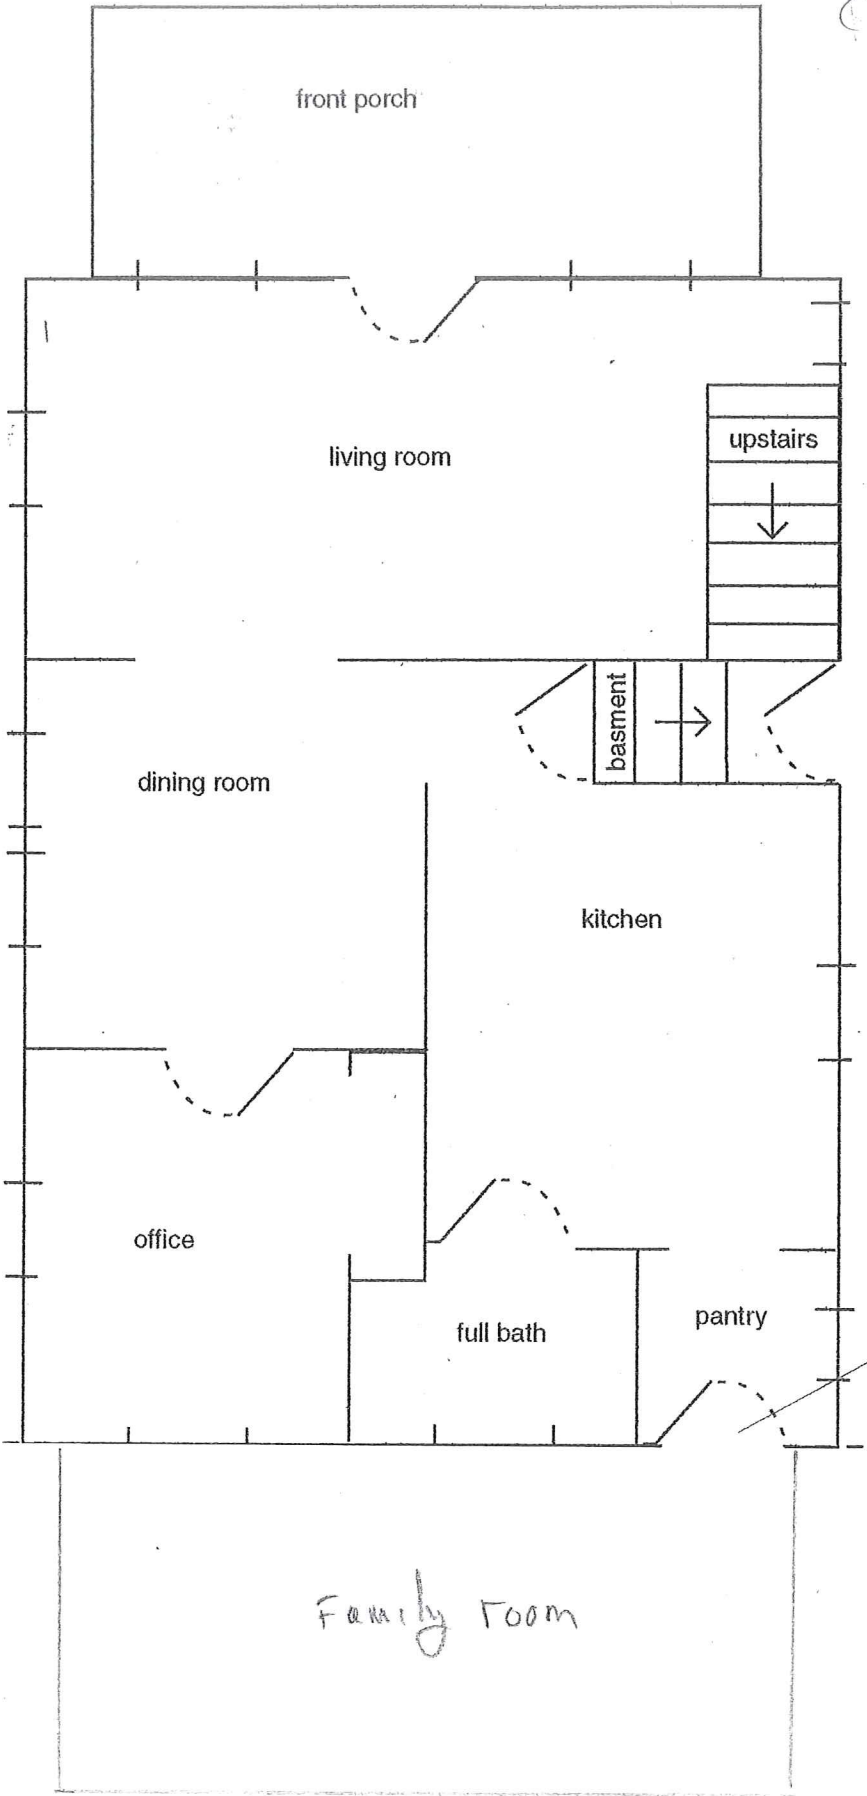 front porch
living room
upstairs
basment
dining room
kitchen
office
full bath
pantry
Family room